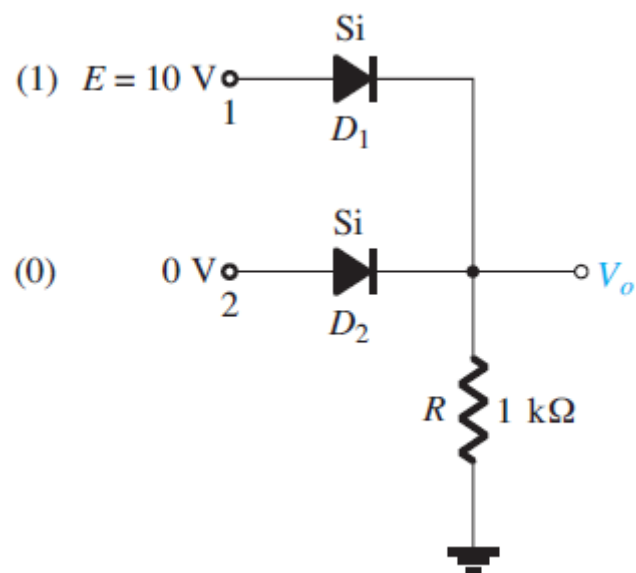 Si
(1) E = 10 V
1
D₁
Si
(0) 0 V
2
D₂
Vₒ
R 1 kΩ